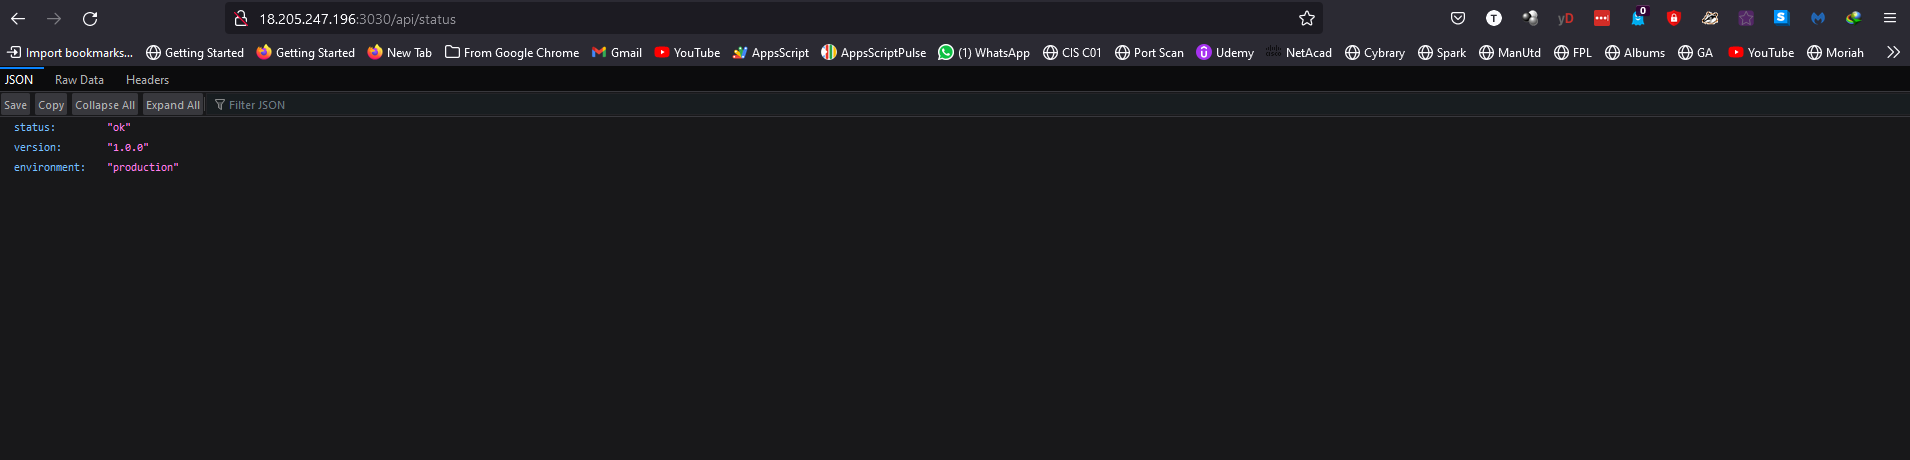 18.205.247.196:3030/api/status
T yD 0 S
Import bookmarks... Getting Started Getting Started New Tab From Google Chrome Gmail YouTube AppsScript AppsScriptPulse (1) WhatsApp CIS C01 Port Scan Udemy NetAcad Cybrary Spark ManUtd FPL Albums GA YouTube Moriah
JSON Raw Data Headers
Save Copy Collapse All Expand All Filter JSON
status: "ok"
version: "1.0.0"
environment: "production"